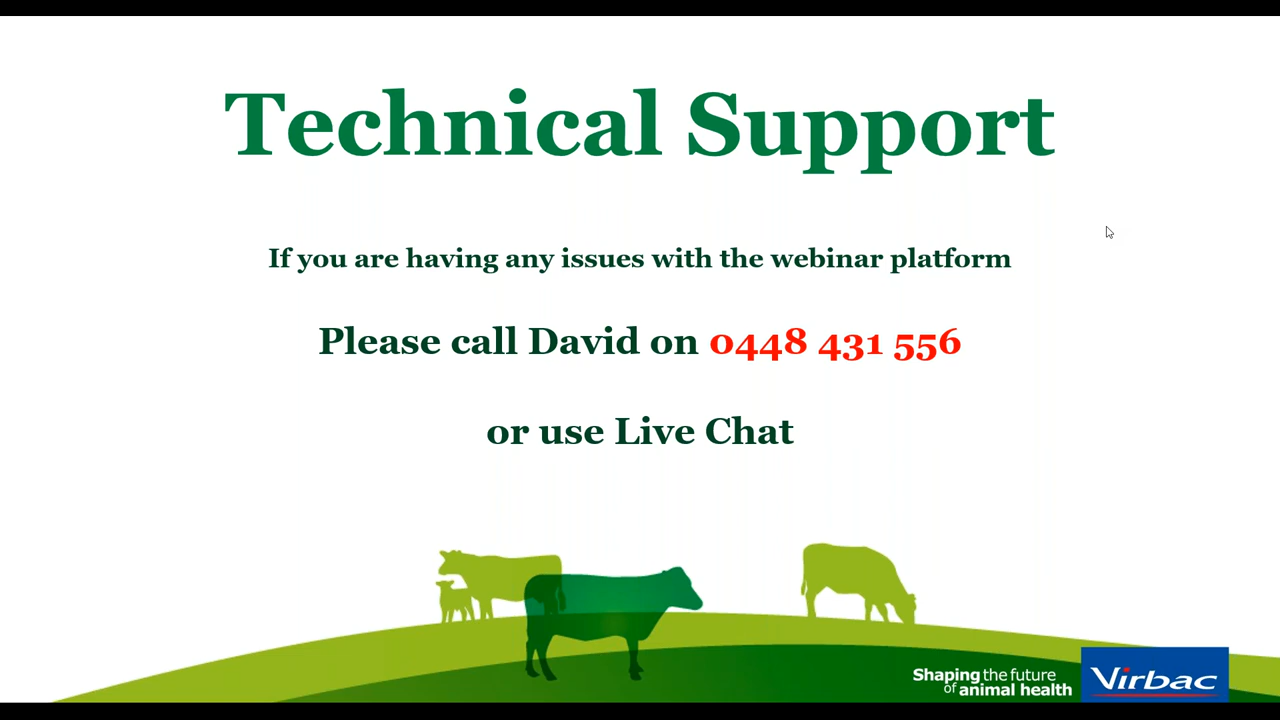 Technical Support
If you are having any issues with the webinar platform
Please call David on 0448 431 556
or use Live Chat
Shaping the future
of animal health
Virbac